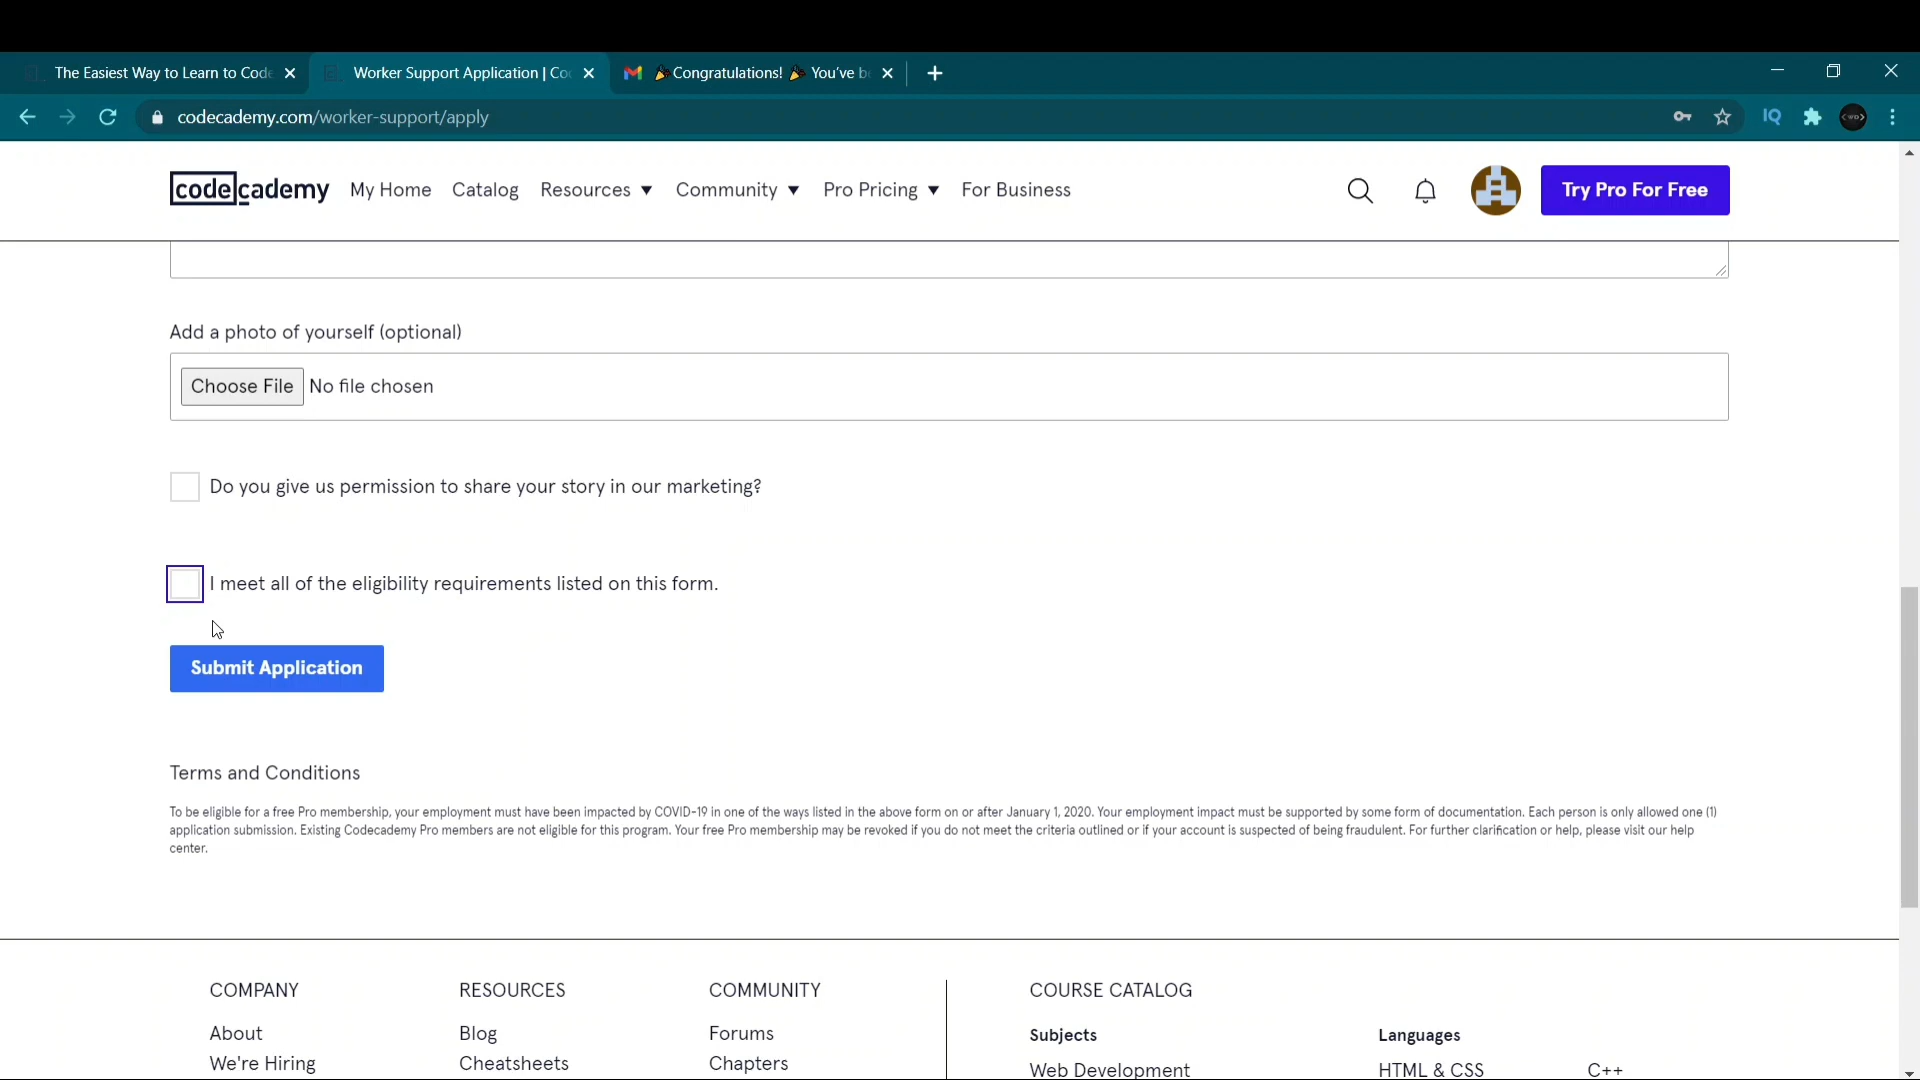 The Easiest Way to Learn to Code
Worker Support Application | Co
🎉Congratulations! 🎉 You've b
codecademy.com/worker-support/apply
IQ
<WD>
codecademy
My Home
Catalog
Resources ▼
Community ▼
Pro Pricing ▼
For Business
Try Pro For Free
Add a photo of yourself (optional)
Choose File No file chosen
Do you give us permission to share your story in our marketing?
I meet all of the eligibility requirements listed on this form.
Submit Application
Terms and Conditions
To be eligible for a free Pro membership, your employment must have been impacted by COVID-19 in one of the ways listed in the above form on or after January 1, 2020. Your employment impact must be supported by some form of documentation. Each person is only allowed one (1)
application submission. Existing Codecademy Pro members are not eligible for this program. Your free Pro membership may be revoked if you do not meet the criteria outlined or if your account is suspected of being fraudulent. For further clarification or help, please visit our help
center.
COMPANY
About
We're Hiring
RESOURCES
Blog
Cheatsheets
COMMUNITY
Forums
Chapters
COURSE CATALOG
Subjects
Web Development
Languages
HTML & CSS
C++